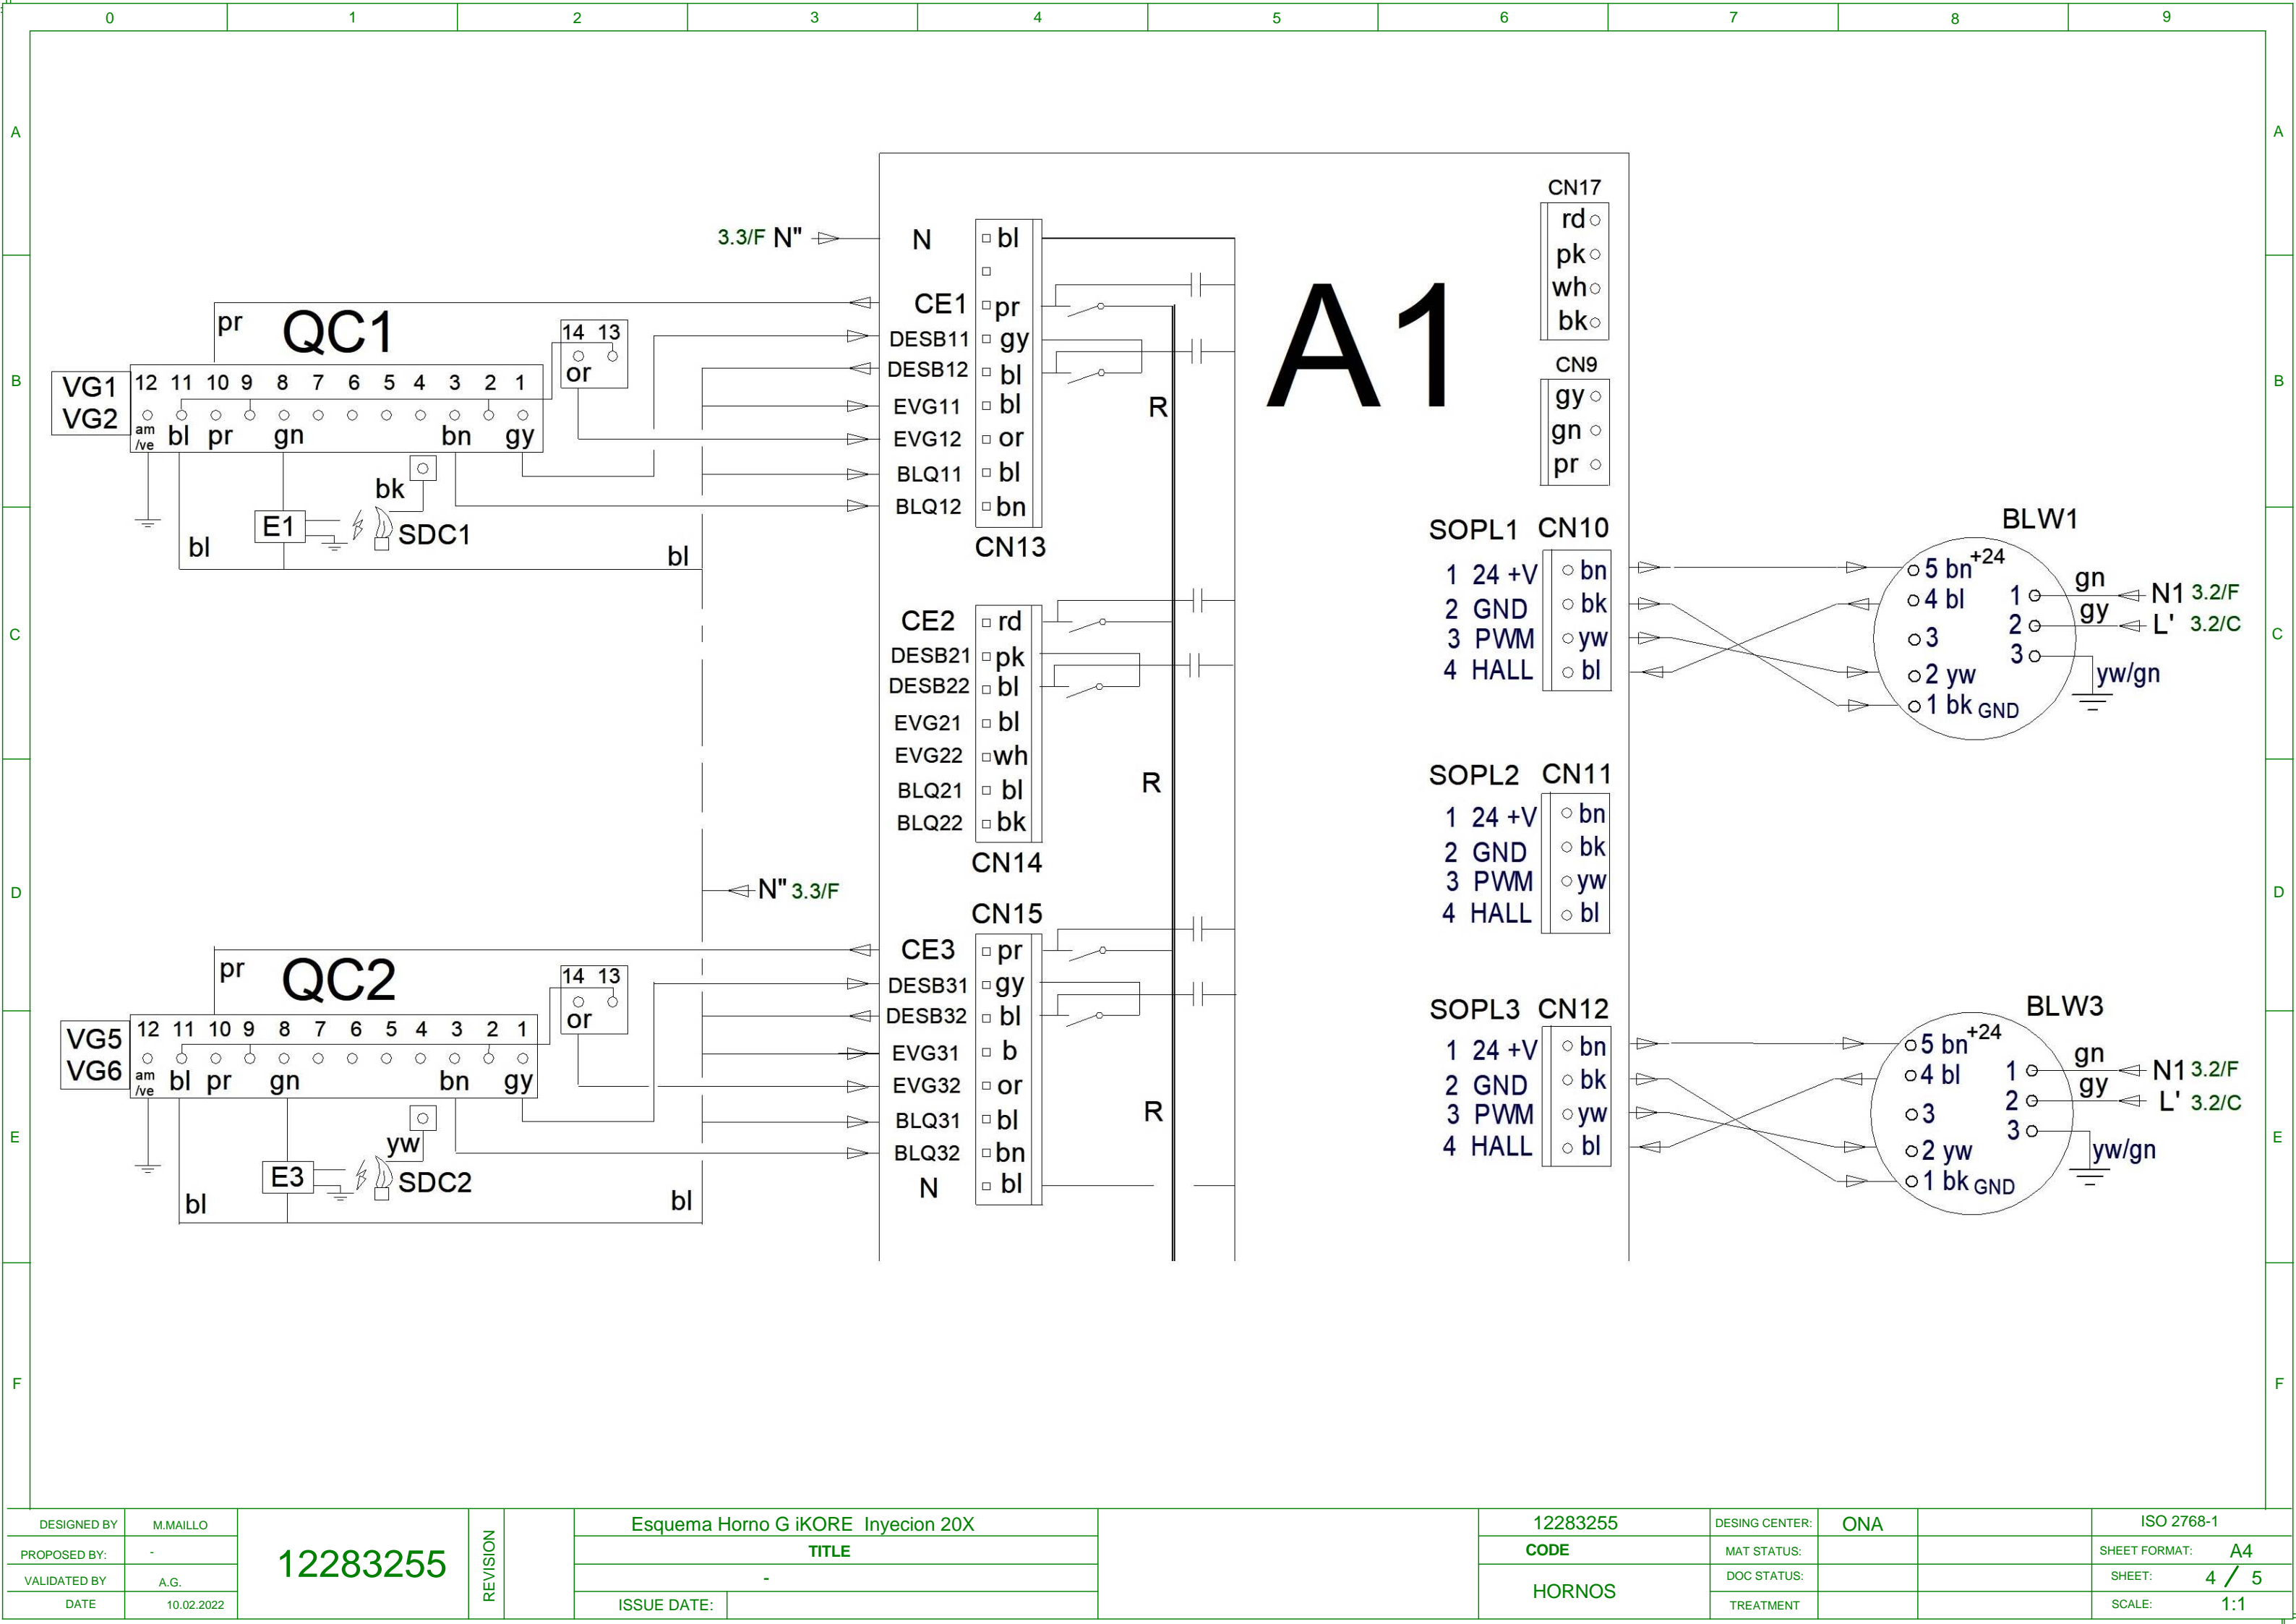 0 1 2 3 4 5 6 7 8 9
A A
B B
C C
D D
E E
F F
3.3/F N"
A1
QC1
pr
14 13
or
VG1
VG2
12 11 10 9 8 7 6 5 4 3 2 1
am
/ve
bl pr gn bn gy
bk
E1
SDC1
bl
bl
N bl
CE1 pr
DESB11 gy
DESB12 bl
EVG11 bl
EVG12 or
BLQ11 bl
BLQ12 bn
CN13
R
CE2 rd
DESB21 pk
DESB22 bl
EVG21 bl
EVG22 wh
BLQ21 bl
BLQ22 bk
CN14
R
N" 3.3/F
QC2
pr
14 13
or
VG5
VG6
12 11 10 9 8 7 6 5 4 3 2 1
am
/ve
bl pr gn bn gy
yw
E3
SDC2
bl
bl
CN15
CE3 pr
DESB31 gy
DESB32 bl
EVG31 b
EVG32 or
BLQ31 bl
BLQ32 bn
N bl
R
CN17
rd
pk
wh
bk
CN9
gy
gn
pr
SOPL1 CN10
1 24 +V bn
2 GND bk
3 PWM yw
4 HALL bl
BLW1
5 bn +24
4 bl
3
2 yw
1 bk GND
1 gn N1 3.2/F
2 gy L' 3.2/C
3 yw/gn
SOPL2 CN11
1 24 +V bn
2 GND bk
3 PWM yw
4 HALL bl
SOPL3 CN12
1 24 +V bn
2 GND bk
3 PWM yw
4 HALL bl
BLW3
5 bn +24
4 bl
3
2 yw
1 bk GND
1 gn N1 3.2/F
2 gy L' 3.2/C
3 yw/gn
DESIGNED BY M.MAILLO
PROPOSED BY: -
VALIDATED BY A.G.
DATE 10.02.2022
12283255
REVISION
Esquema Horno G iKORE Inyecion 20X
TITLE
-
ISSUE DATE:
12283255
CODE
HORNOS
DESING CENTER: ONA
MAT STATUS:
DOC STATUS:
TREATMENT
ISO 2768-1
SHEET FORMAT: A4
SHEET: 4 / 5
SCALE: 1:1